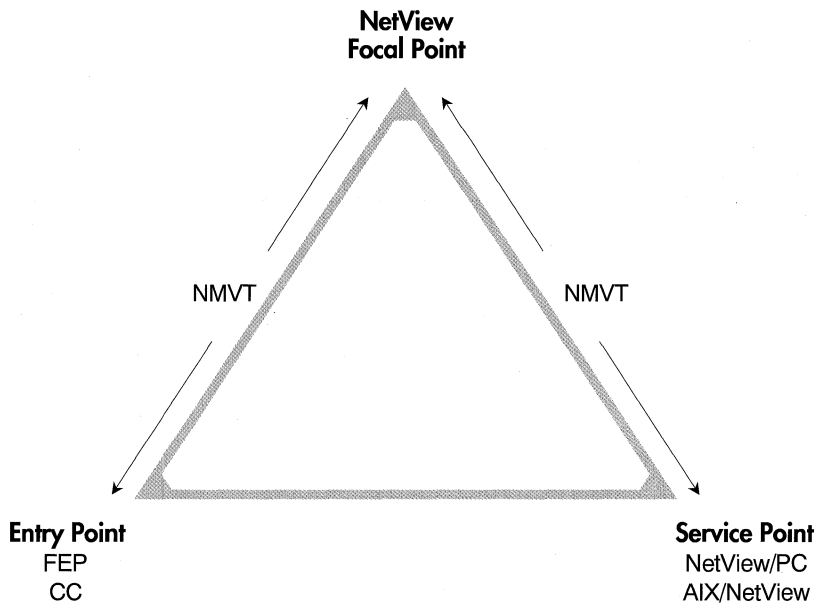 NetView
Focal Point
NMVT
NMVT
Entry Point
FEP
CC
Service Point
NetView/PC
AIX/NetView